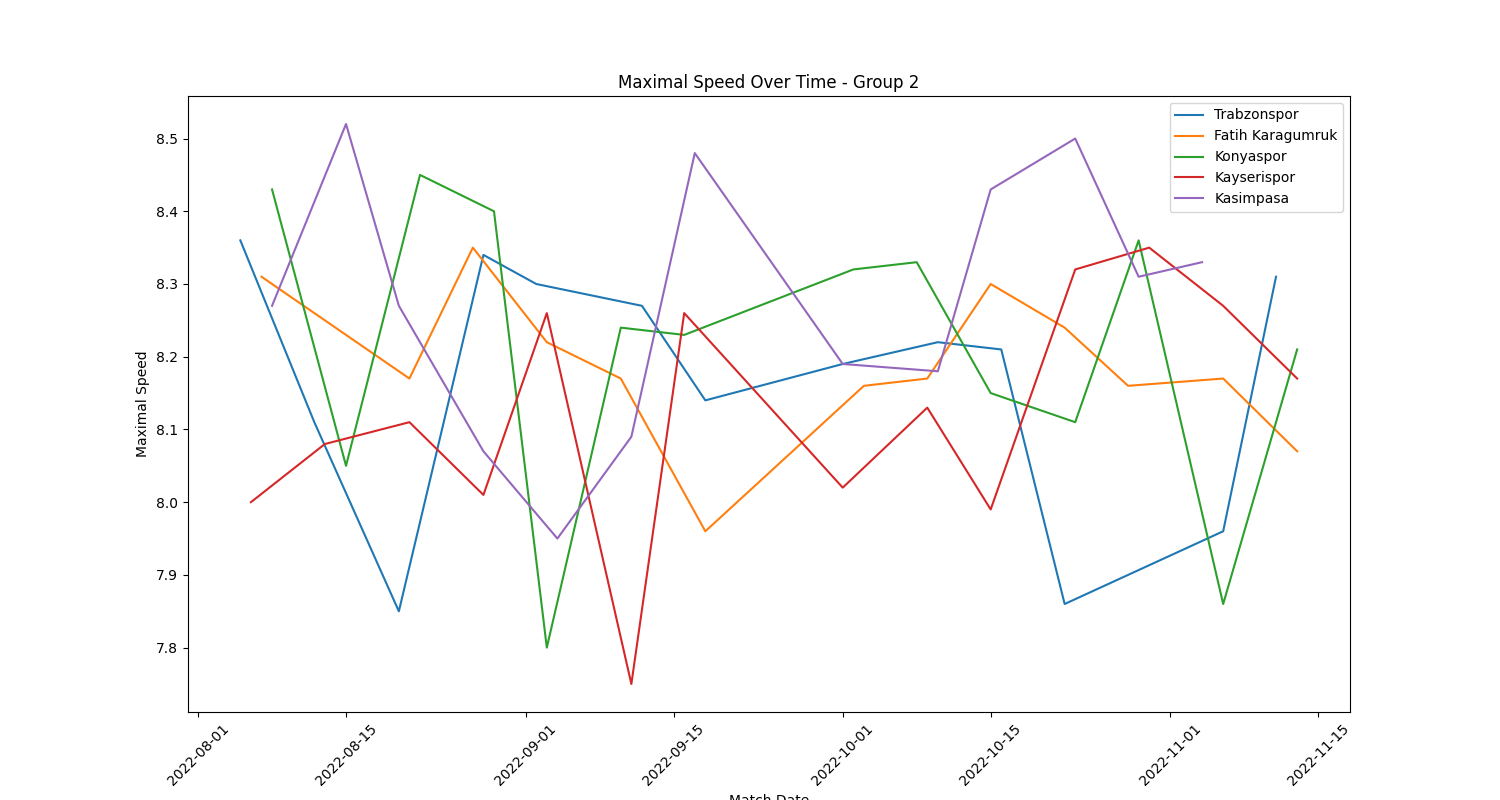 Maximal Speed Over Time - Group 2
Trabzonspor
Fatih Karagumruk
Konyaspor
Kayserispor
Kasimpasa
Maximal Speed
8.5
8.4
8.3
8.2
8.1
8.0
7.9
7.8
2022-08-01
2022-08-15
2022-09-01
2022-09-15
2022-10-01
2022-10-15
2022-11-01
2022-11-15
Match Date